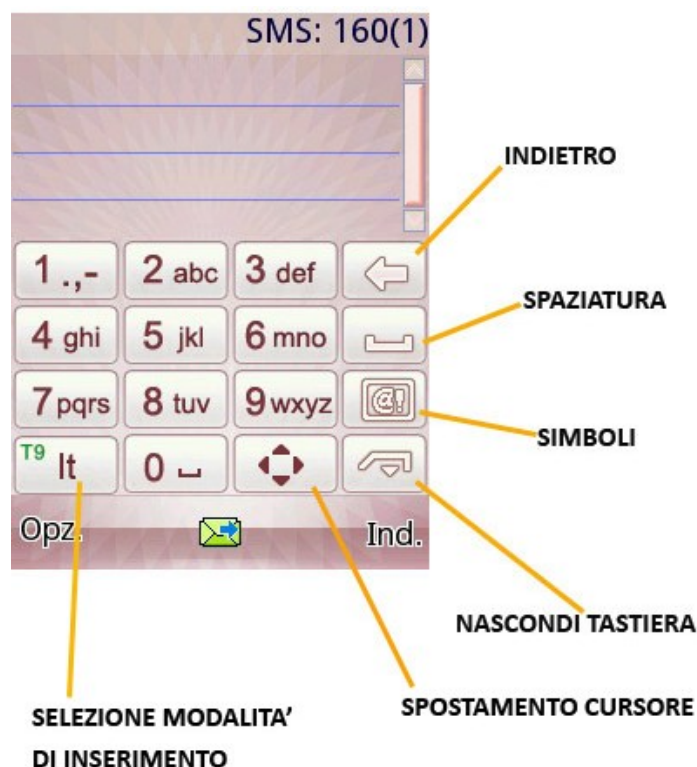 SMS: 160(1)
INDIETRO
1 .,- 2 abc 3 def
SPAZIATURA
4 ghi 5 jkl 6 mno
7 pqrs 8 tuv 9 wxyz @!
SIMBOLI
T9 It 0
Opz. Ind.
NASCONDI TASTIERA
SPOSTAMENTO CURSORE
SELEZIONE MODALITA'
DI INSERIMENTO